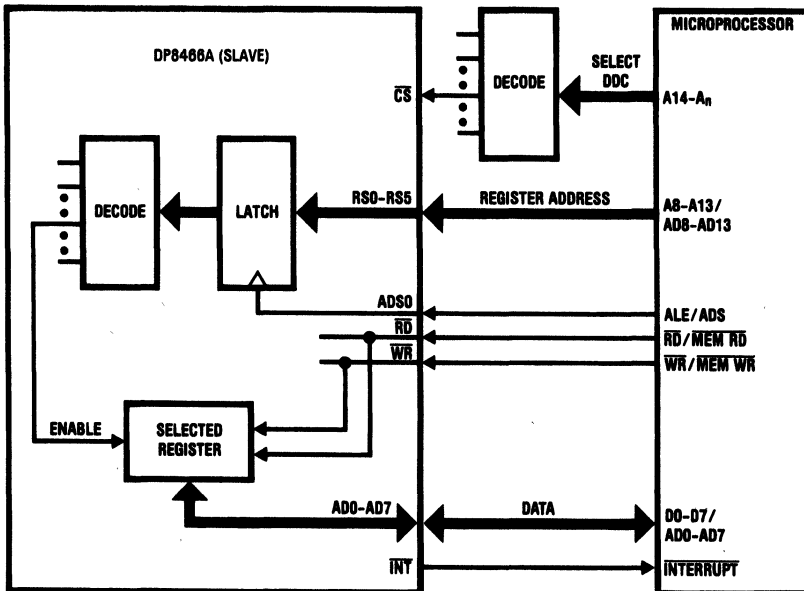 MICROPROCESSOR
DP8466A (SLAVE)
SELECT
DDC
CS
DECODE
A14-An
DECODE
LATCH
RS0-RS5
REGISTER ADDRESS
A8-A13/
AD8-AD13
ADS0
ALE/ADS
RD
RD/MEM RD
WR
WR/MEM WR
ENABLE
SELECTED
REGISTER
AD0-AD7
DATA
D0-D7/
AD0-AD7
INT
INTERRUPT